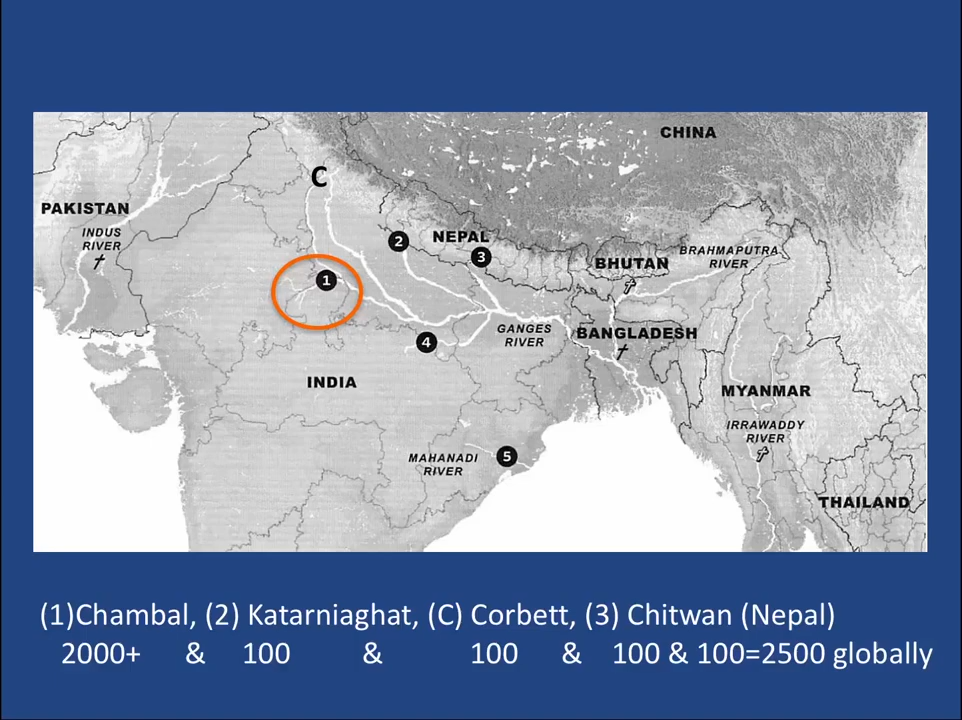 CHINA
C
PAKISTAN
INDUS
RIVER
2
NEPAL
3
BHUTAN
BRAHMAPUTRA
RIVER
1
GANGES
RIVER
BANGLADESH
4
INDIA
MYANMAR
IRRAWADDY
RIVER
MAHANADI
RIVER
5
THAILAND
(1)Chambal, (2) Katarniaghat, (C) Corbett, (3) Chitwan (Nepal)
2000+ & 100 & 100 & 100 & 100=2500 globally